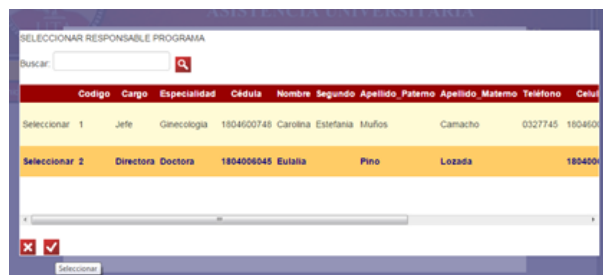 ASISTENCIA UNIVERSITARIA
SELECCIONAR RESPONSABLE PROGRAMA
Buscar:
Codigo Cargo Especialidad Cédula Nombre Segundo Apellido_Paterno Apellido_Materno Teléfono Celul
Seleccionar 1 Jefe Ginecologia 1804600748 Carolina Estefania Muños Camacho 0327745 180460
Seleccionar 2 Directora Doctora 1804006045 Eulalia Pino Lozada 180400
Seleccionar